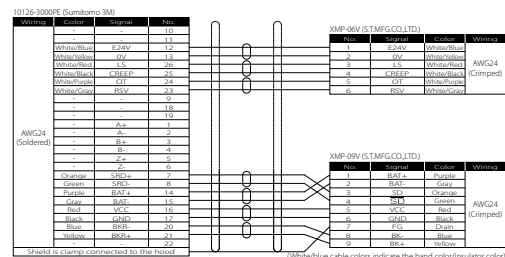 10126-3000PE (Sumitomo 3M)
Wiring Color Signal No.
- - 10
- - 11
White/Blue E24V 12
White/Yellow 0V 13
White/Red LS 26
White/Black CREEP 25
White/Purple OT 24
White/Gray RSV 23
- - 9
- - 18
- - 19
- A+ 1
- A- 2
AWG24 (Soldered)
- B+ 3
- B- 4
- Z+ 5
- Z- 6
Orange SRD+ 7
Green SRD- 8
Purple BAT+ 14
Gray BAT- 15
Red VCC 16
Black GND 17
Blue BKR- 20
Yellow BKR+ 21
- - 22
Shield is clamp connected to the hood
XMP-06V (S.T.MFG.CO.,LTD.)
No. Signal Color Wiring
1 E24V White/Blue
2 0V White/Yellow
3 LS White/Red
4 CREEP White/Black
5 OT White/Purple
6 RSV White/Gray
AWG24 (Crimped)
XMP-09V (S.T.MFG.CO.,LTD.)
No. Signal Color Wiring
1 BAT+ Purple
2 BAT- Gray
3 SD Orange
4 SD Green
5 VCC Red
6 GND Black
7 FG Drain
8 BK- Blue
9 BK+ Yellow
AWG24 (Crimped)
(White/blue cable colors indicate the band color/insulator color)